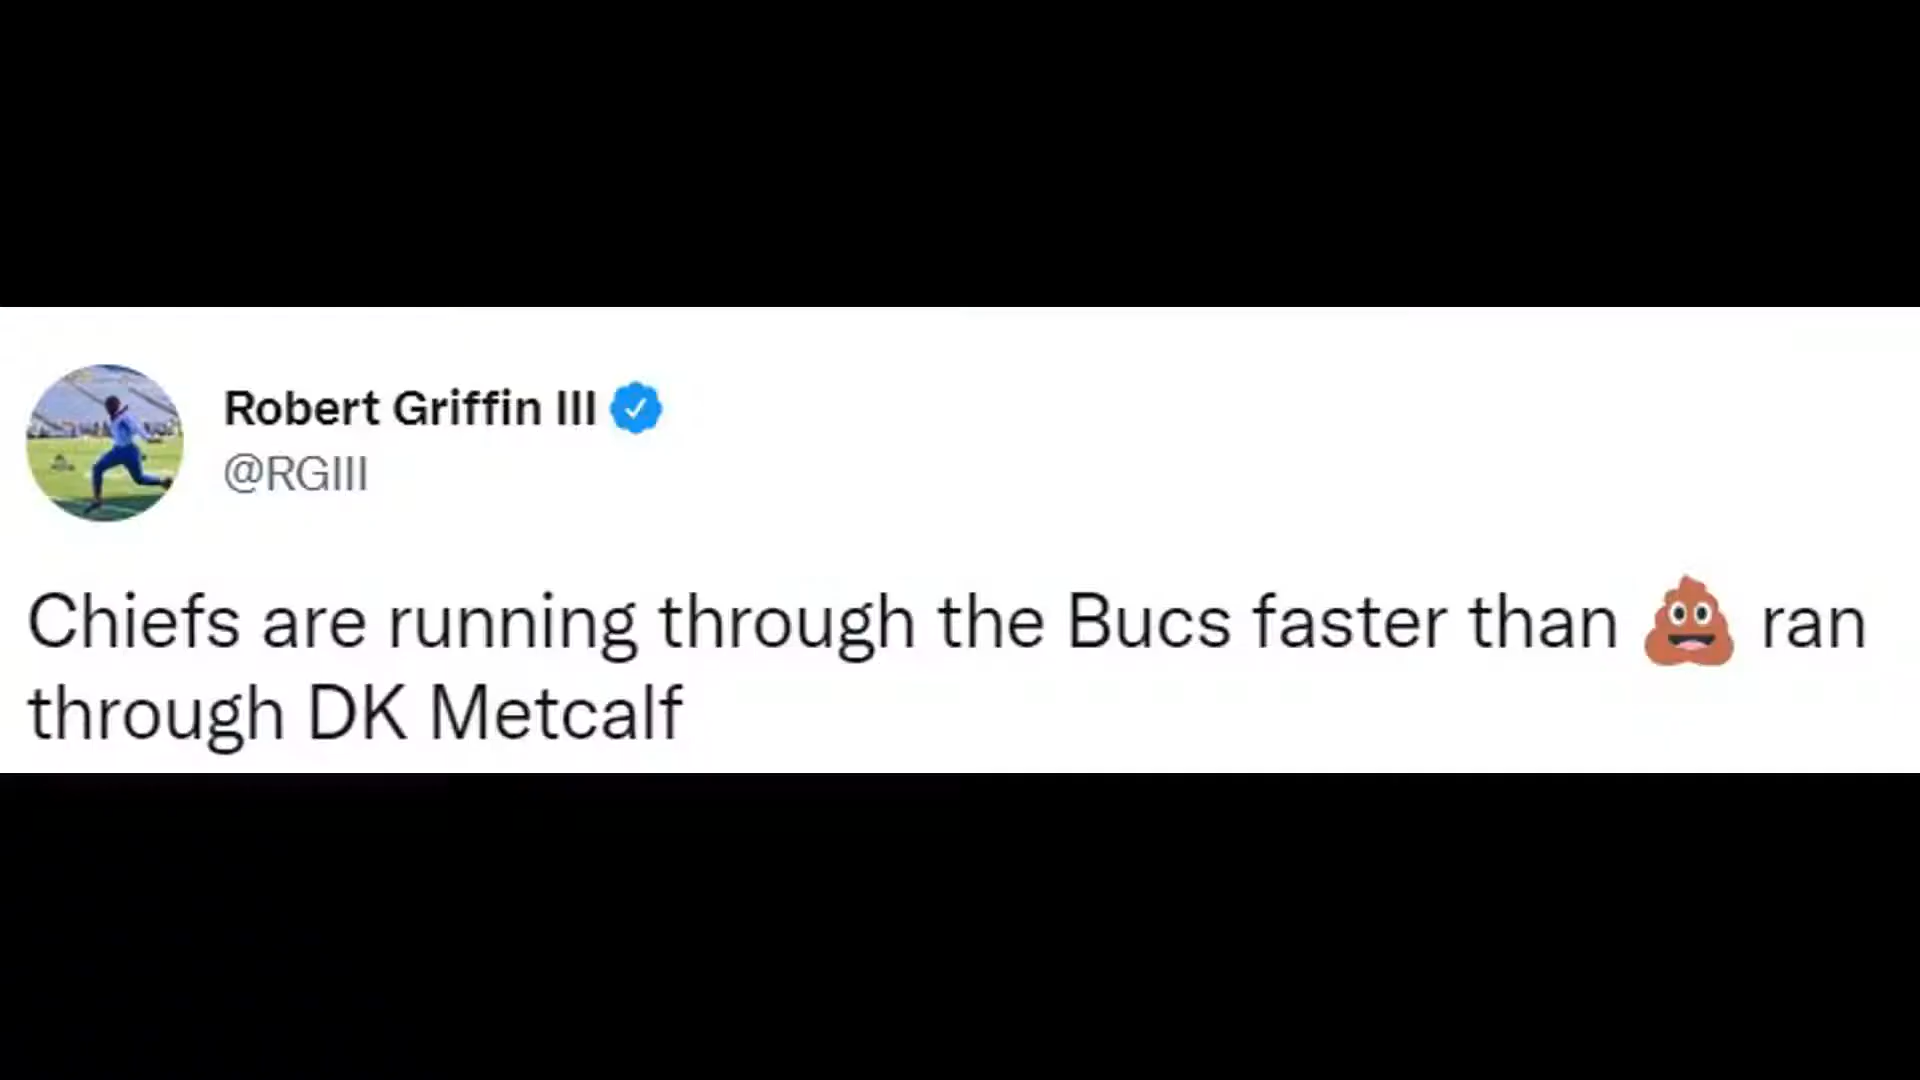 Robert Griffin III
@RGIII
Chiefs are running through the Bucs faster than 💩 ran
through DK Metcalf